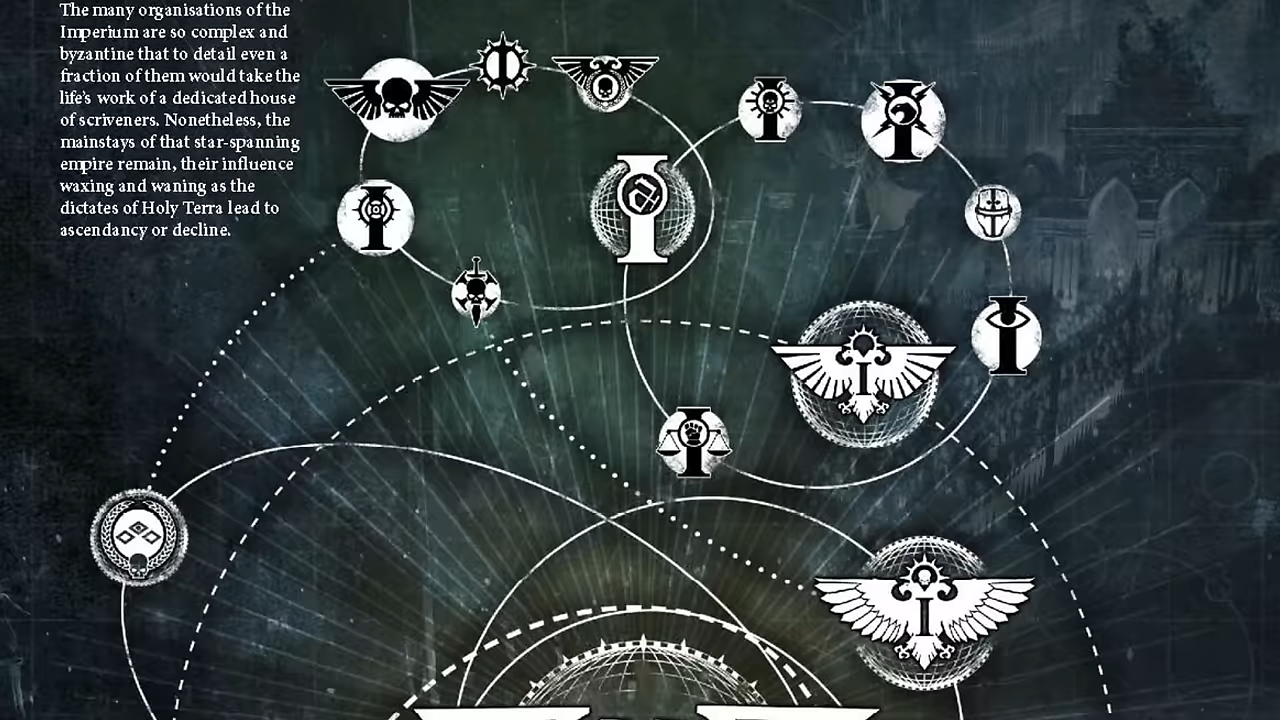 The many organisations of the
Imperium are so complex and
byzantine that to detail even a
fraction of them would take the
life's work of a dedicated house
of scriveners. Nonetheless, the
mainstays of that star-spanning
empire remain, their influence
waxing and waning as the
dictates of Holy Terra lead to
ascendancy or decline.